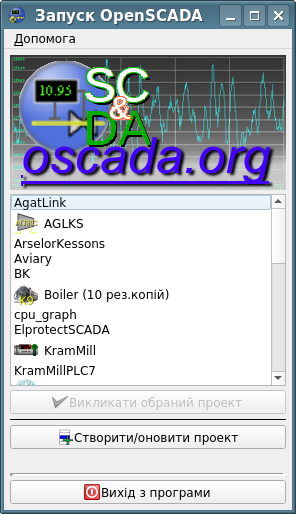 Запуск OpenSCADA
Допомога
10.95
SC
&
DA
oscada.org
AgatLink
AGLKS
ArselorKessons
Aviary
BK
Boiler (10 рез.копій)
cpu_graph
ElprotectSCADA
KramMill
KramMillPLC7
Викликати обраний проект
Створити/оновити проект
Вихід з програми